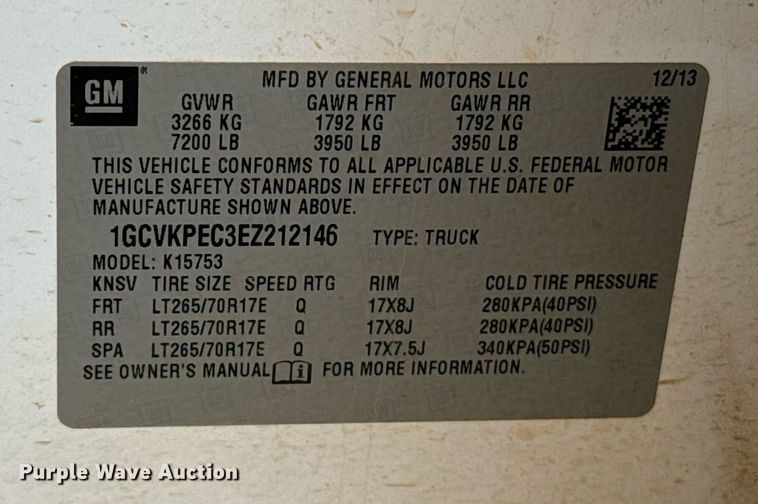 GM ® MFD BY GENERAL MOTORS LLC 12/13
GVWR GAWR FRT GAWR RR
3266 KG 1792 KG 1792 KG
7200 LB 3950 LB 3950 LB
THIS VEHICLE CONFORMS TO ALL APPLICABLE U.S. FEDERAL MOTOR
VEHICLE SAFETY STANDARDS IN EFFECT ON THE DATE OF
MANUFACTURE SHOWN ABOVE.
1GCVKPEC3EZ212146 TYPE: TRUCK
MODEL: K15753
KNSV TIRE SIZE SPEED RTG RIM COLD TIRE PRESSURE
FRT LT265/70R17E Q 17X8J 280KPA(40PSI)
RR LT265/70R17E Q 17X8J 280KPA(40PSI)
SPA LT265/70R17E Q 17X7.5J 340KPA(50PSI)
SEE OWNER'S MANUAL i FOR MORE INFORMATION.
Purple Wave Auction